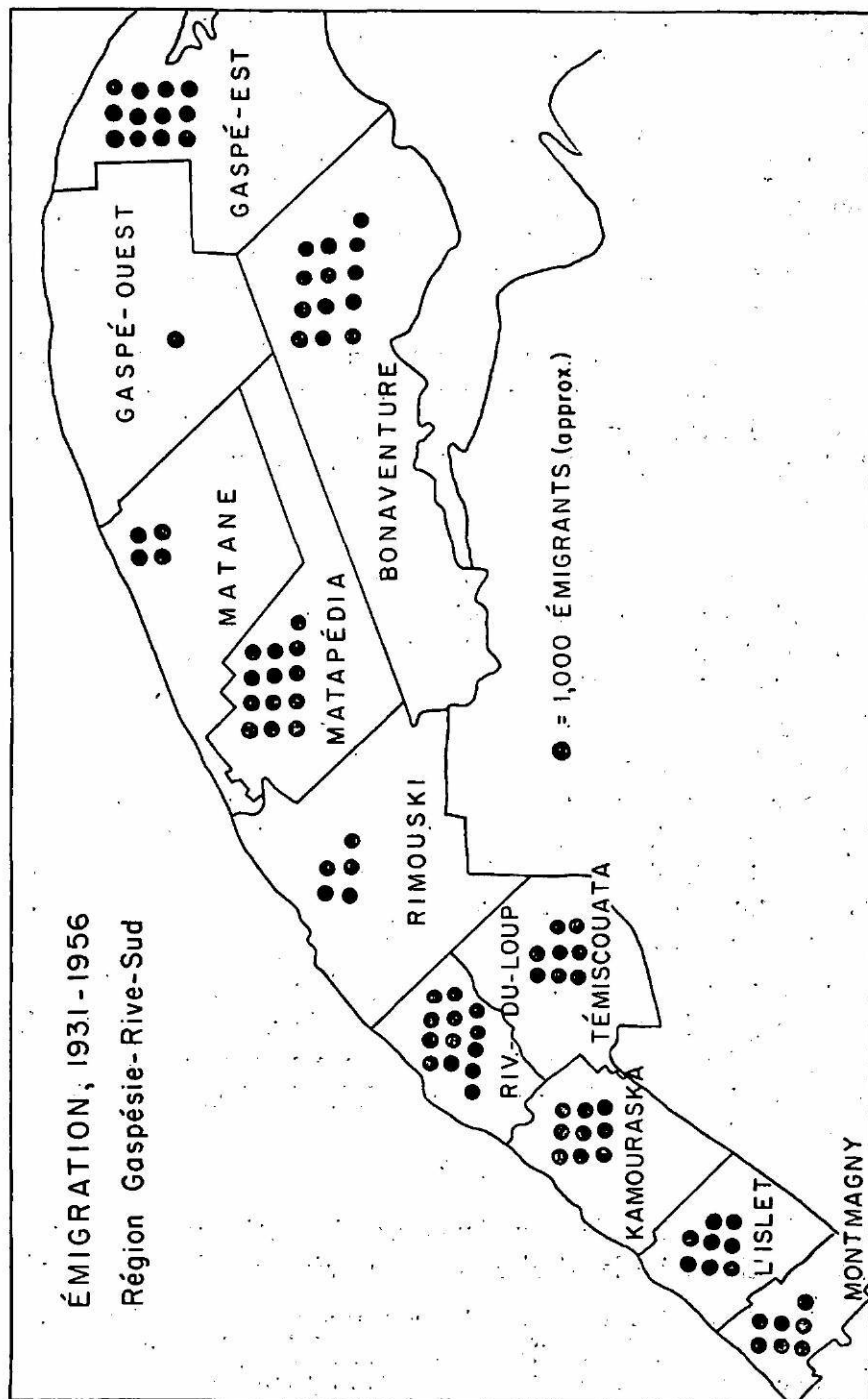 ÉMIGRATION, 1931-1956
Région Gaspésie-Rive-Sud
GASPÉ-EST
GASPÉ-OUEST
BONAVENTURE
MATANE
MATAPÉDIA
RIMOUSKI
RIV.-DU-LOUP
TÉMISCOUATA
KAMOURASKA
L'ISLET
MONTMAGNY
= 1,000 ÉMIGRANTS (approx.)